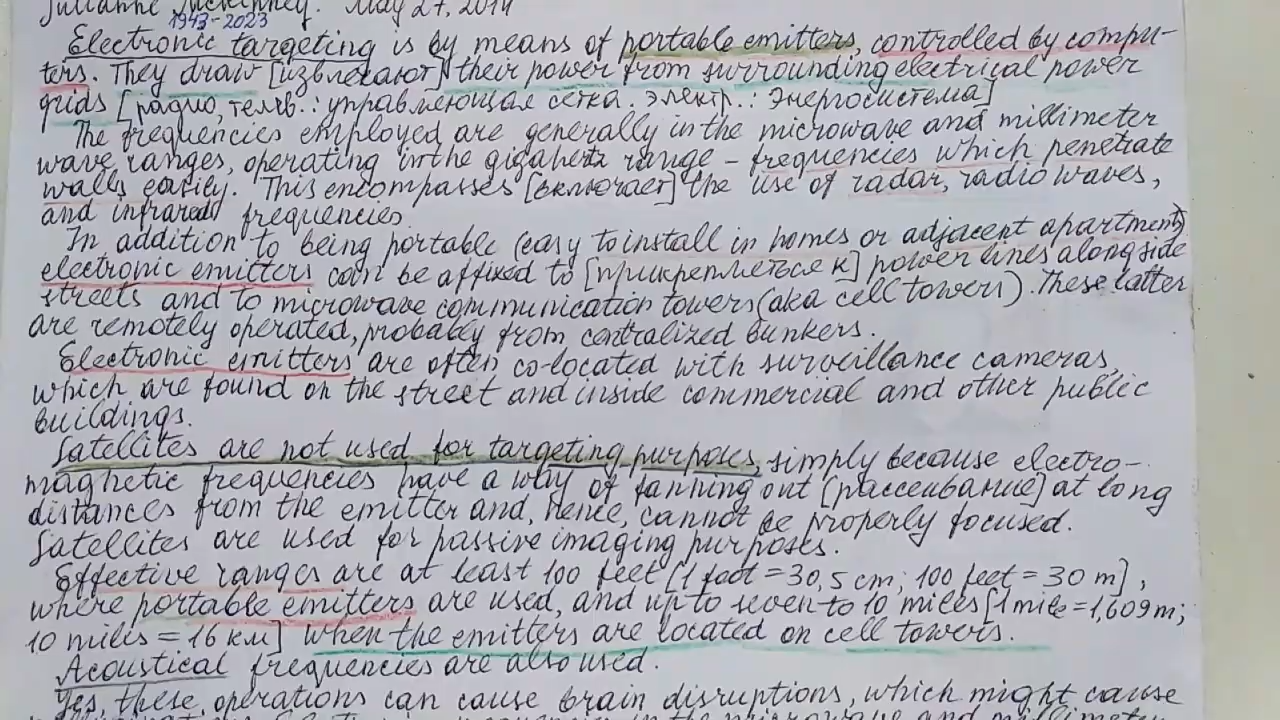 Julianne McKinney. May 27, 2014
1943-2023
Electronic targeting is by means of portable emitters, controlled by compu-
ters. They draw [извлекают] their power from surrounding electrical power
grids [радио, телев.: управляющая сетка. электр.: Энергосистема]
The frequencies employed are generally in the microwave and millimeter
wave ranges, operating in the gigahertz range - frequencies which penetrate
walls easily. This encompasses [включает] the use of radar, radio waves,
and infrared frequencies
In addition to being portable (easy to install in homes or adjacent apartments)
electronic emitters can be affixed to [прикрепляться к] power lines along side
streets and to microwave communication towers (aka cell towers). These latter
are remotely operated, probably from centralized bunkers.
Electronic emitters are often co-located with surveillance cameras,
which are found on the street and inside commercial and other public
buildings.
Satellites are not used for targeting purposes, simply because electro-
magnetic frequencies have a way of fanning out [рассеивание] at long
distances from the emitter and, hence, cannot be properly focused.
Satellites are used for passive imaging purposes.
Effective ranges are at least 100 feet [1 foot = 30,5 cm; 100 feet = 30 m],
where portable emitters are used, and up to seven to 10 miles [1 mile = 1,609 m;
10 miles = 16 км] when the emitters are located on cell towers.
Acoustical frequencies are also used.
Yes, these operations can cause brain disruptions, which might cause